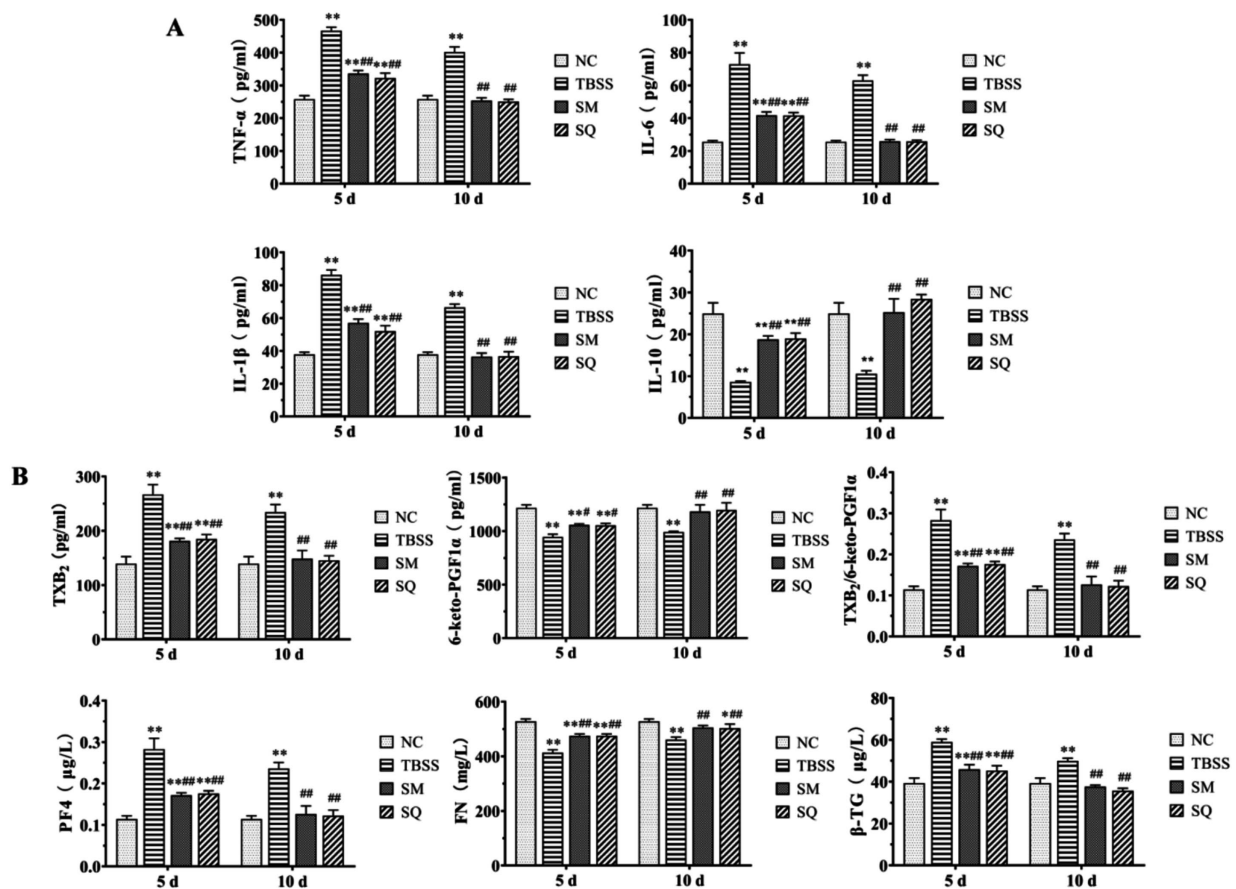 A
TNF-α ( pg/ml)
500
400
300
200
100
0
**
**##
**##
**
##
##
5 d
10 d
NC
TBSS
SM
SQ
IL-6 ( pg/ml)
100
80
60
40
20
0
**
**##
**##
**
##
##
5 d
10 d
NC
TBSS
SM
SQ
IL-1β ( pg/ml)
100
80
60
40
20
0
**
**##
**##
**
##
##
5 d
10 d
NC
TBSS
SM
SQ
IL-10 ( pg/ml)
40
30
20
10
0
**
**##
**##
**
##
##
5 d
10 d
NC
TBSS
SM
SQ
B
TXB₂ (pg/ml)
300
200
100
0
**
**##
**##
**
##
##
5 d
10 d
NC
TBSS
SM
SQ
6-keto-PGF1α ( pg/ml)
1500
1000
500
0
**
**#
**#
**
##
##
5 d
10 d
NC
TBSS
SM
SQ
TXB₂/6-keto-PGF1α
0.4
0.3
0.2
0.1
0.0
**
**##
**##
**
##
##
5 d
10 d
NC
TBSS
SM
SQ
PF4 ( μg/L)
0.4
0.3
0.2
0.1
0.0
**
**##
**##
**
##
##
5 d
10 d
NC
TBSS
SM
SQ
FN (mg/L)
600
400
200
0
**
**##
**##
**
##
*##
5 d
10 d
NC
TBSS
SM
SQ
β-TG ( μg/L)
80
60
40
20
0
**
**##
**##
**
##
##
5 d
10 d
NC
TBSS
SM
SQ